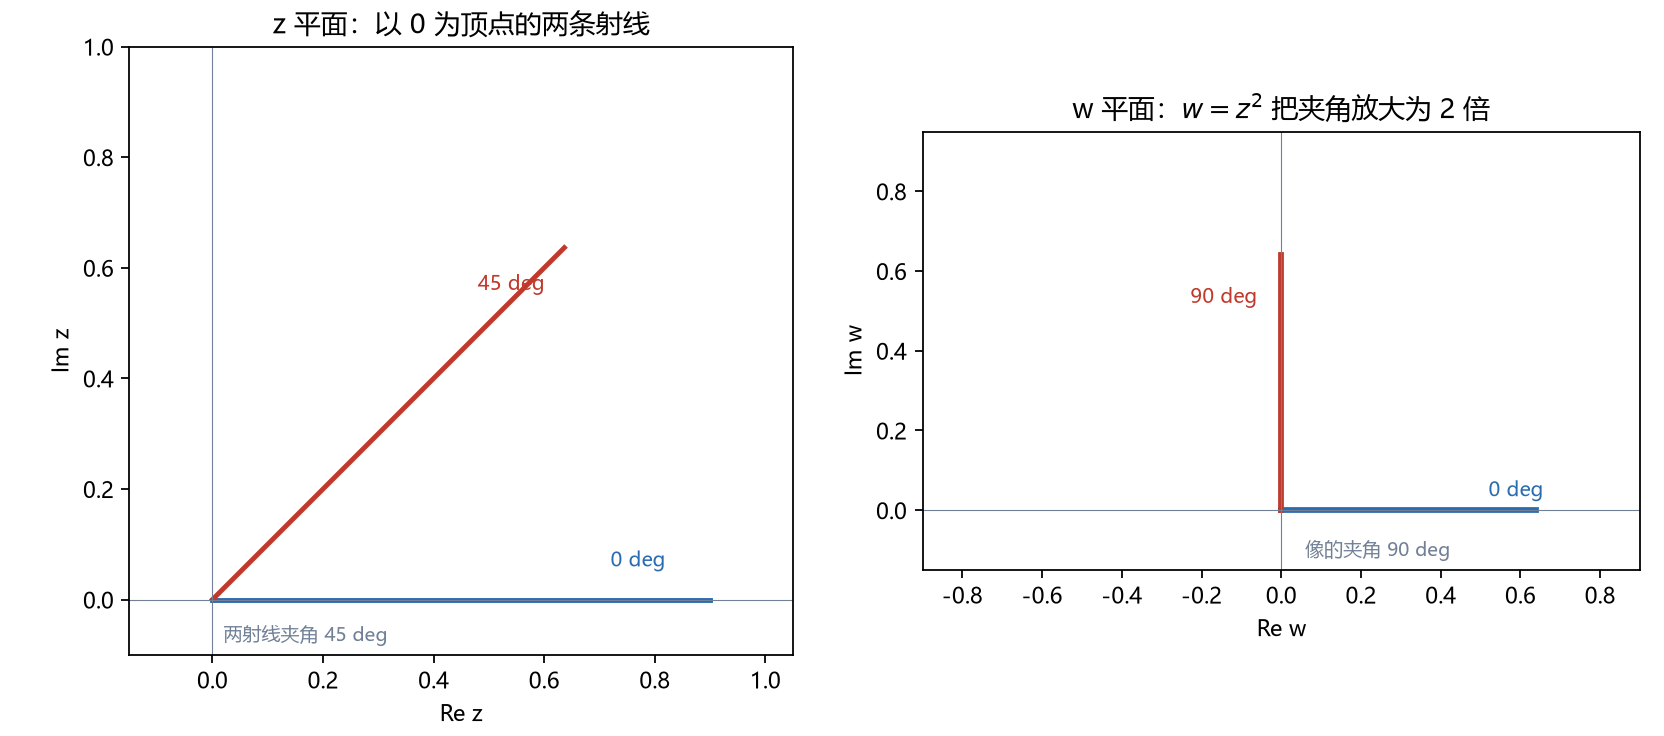 z 平面：以 0 为顶点的两条射线
1.0
0.8
0.6
0.4
0.2
0.0
Im z
45 deg
0 deg
两射线夹角 45 deg
0.0 0.2 0.4 0.6 0.8 1.0
Re z
w 平面：w = z² 把夹角放大为 2 倍
0.8
0.6
0.4
0.2
0.0
Im w
90 deg
0 deg
像的夹角 90 deg
-0.8 -0.6 -0.4 -0.2 0.0 0.2 0.4 0.6 0.8
Re w